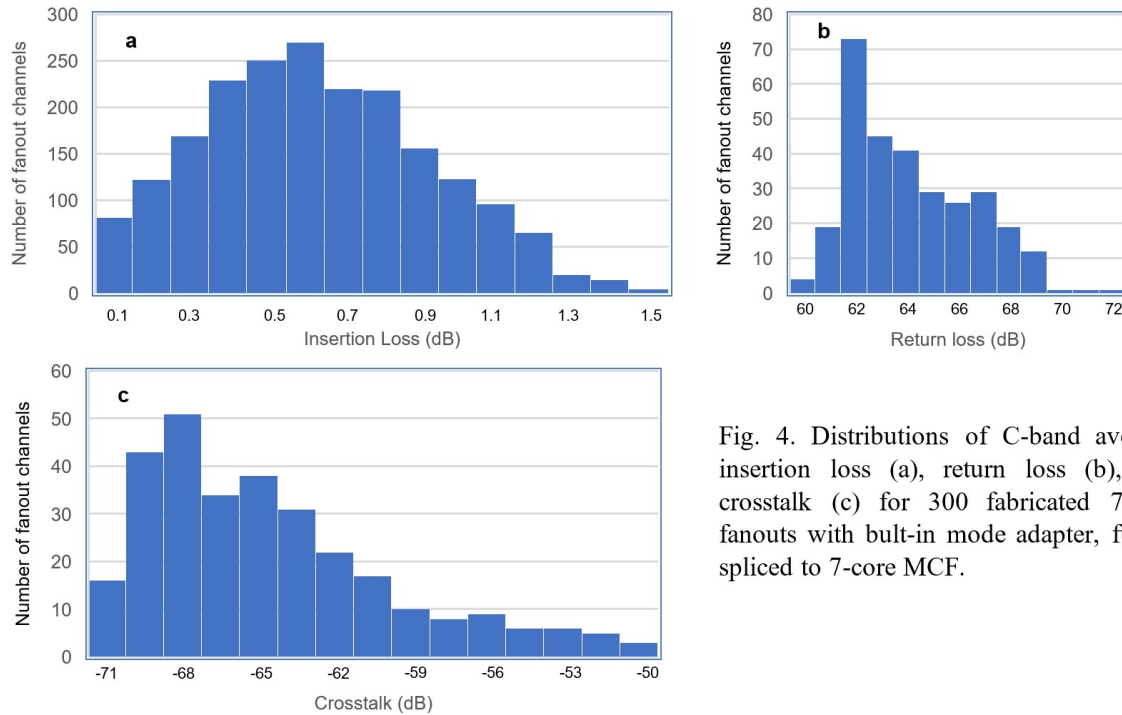 a
Number of fanout channels
300
250
200
150
100
50
0
0.1 0.3 0.5 0.7 0.9 1.1 1.3 1.5
Insertion Loss (dB)
b
Number of fanout channels
80
70
60
50
40
30
20
10
0
60 62 64 66 68 70 72
Return loss (dB)
c
Number of fanout channels
60
50
40
30
20
10
0
-71 -68 -65 -62 -59 -56 -53 -50
Crosstalk (dB)
Fig. 4. Distributions of C-band
insertion loss (a), return loss (b),
crosstalk (c) for 300 fabricated
fanouts with bult-in mode adapter,
spliced to 7-core MCF.